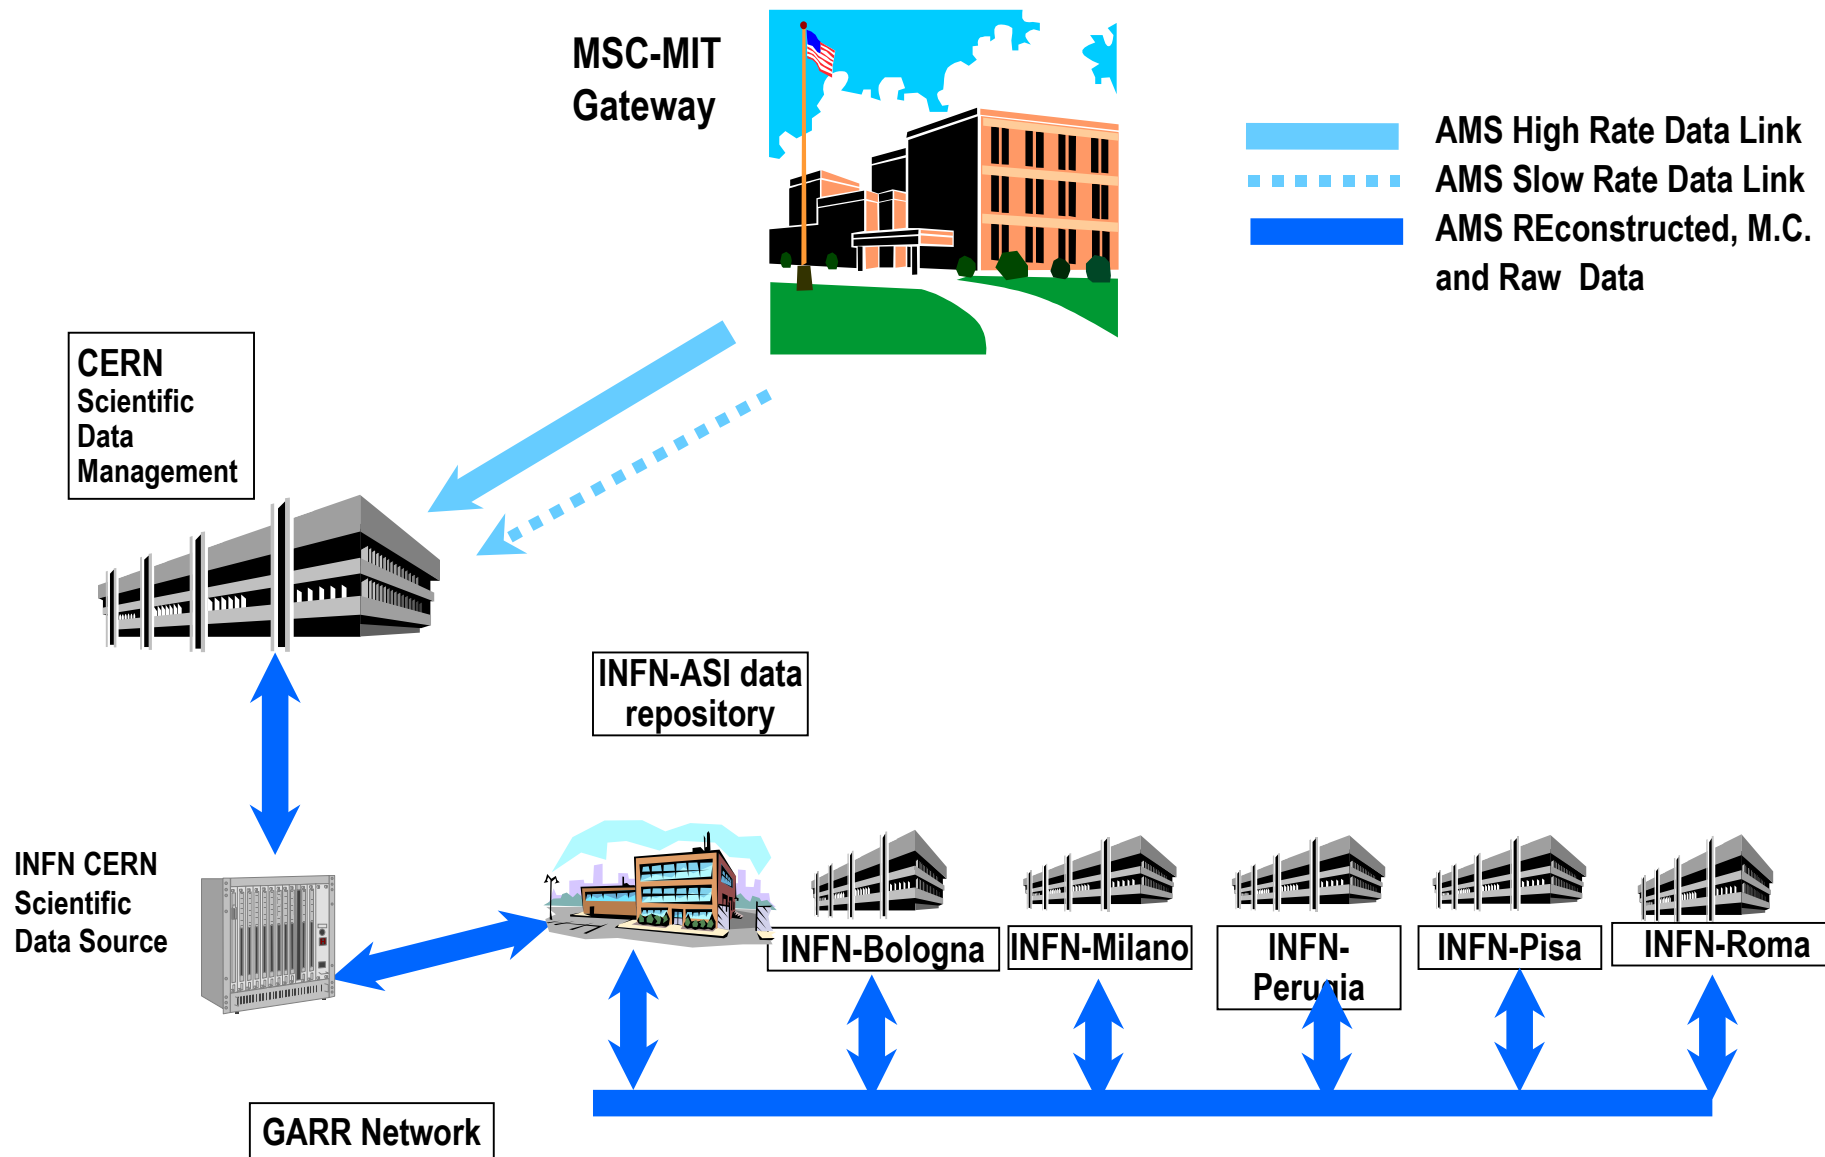 MSC-MIT
Gateway
AMS High Rate Data Link
AMS Slow Rate Data Link
AMS REconstructed, M.C.
and Raw Data
CERN
Scientific
Data
Management
INFN-ASI data
repository
INFN CERN
Scientific
Data Source
INFN-Bologna
INFN-Milano
INFN-
Perugia
INFN-Pisa
INFN-Roma
GARR Network